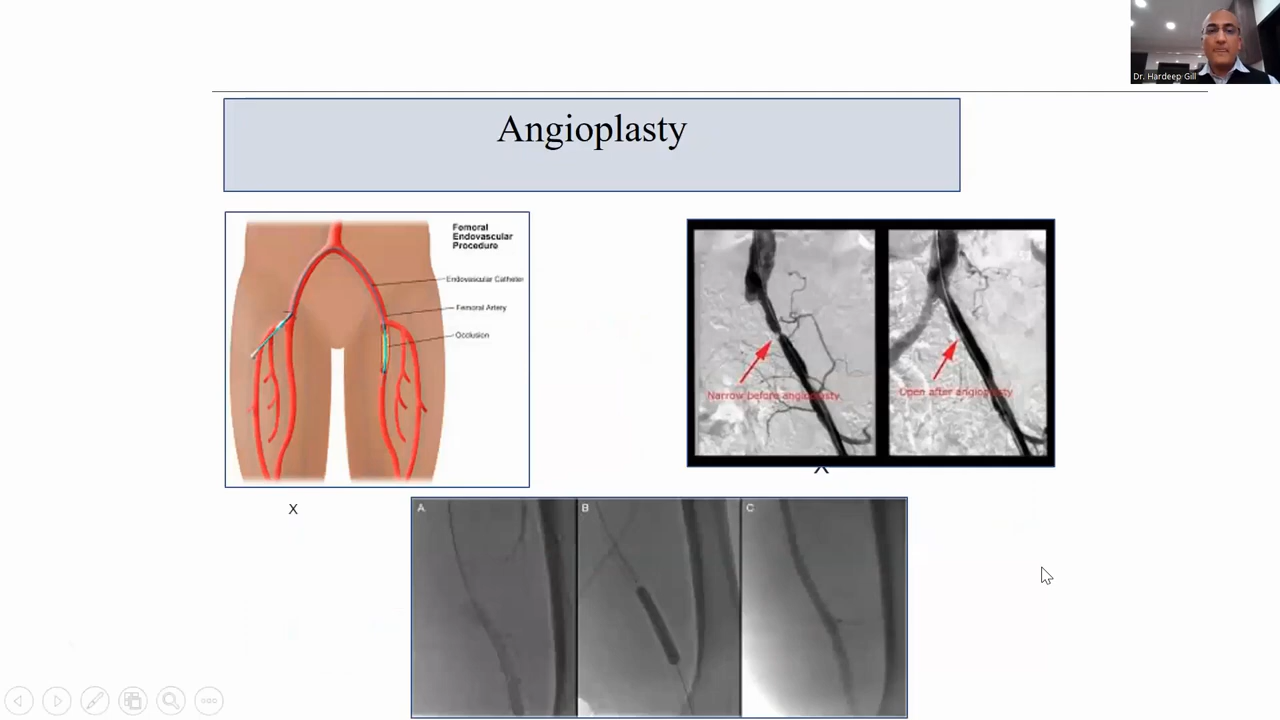 Dr. Hardeep Gill
Angioplasty
Femoral
Endovascular
Procedure
Endovascular Catheter
Femoral Artery
Occlusion
Narrow before angioplasty
Open after angioplasty
X
X
A
B
C